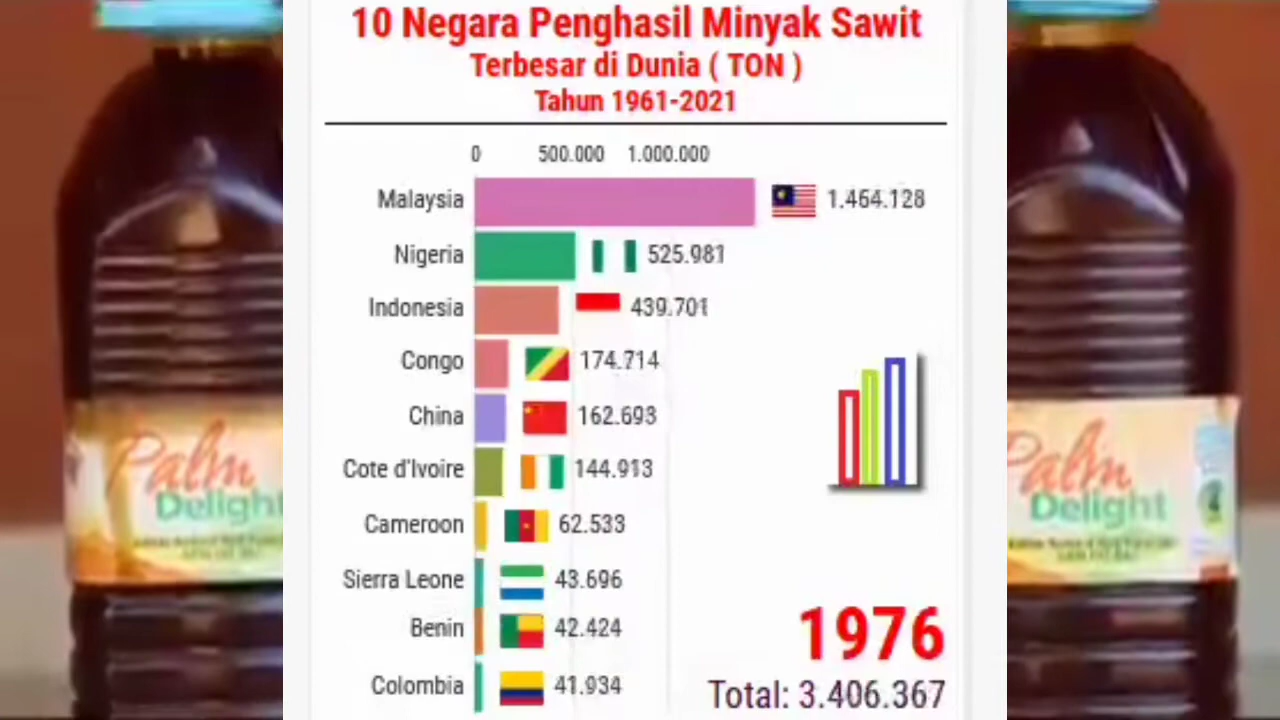 10 Negara Penghasil Minyak Sawit
Terbesar di Dunia ( TON )
Tahun 1961-2021
0 500.000 1.000.000
Malaysia 1.464.128
Nigeria 525.981
Indonesia 439.701
Congo 174.714
China 162.693
Cote d'Ivoire 144.913
Cameroon 62.533
Sierra Leone 43.696
Benin 42.424
Colombia 41.934
1976
Total: 3.406.367
Palm
Delight
Palm
Delight